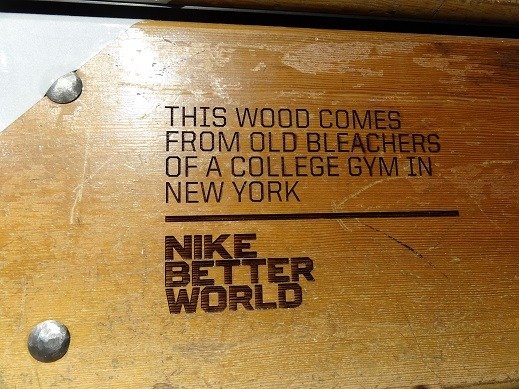 THIS WOOD COMES
FROM OLD BLEACHERS
OF A COLLEGE GYM IN
NEW YORK
NIKE
BETTER
WORLD